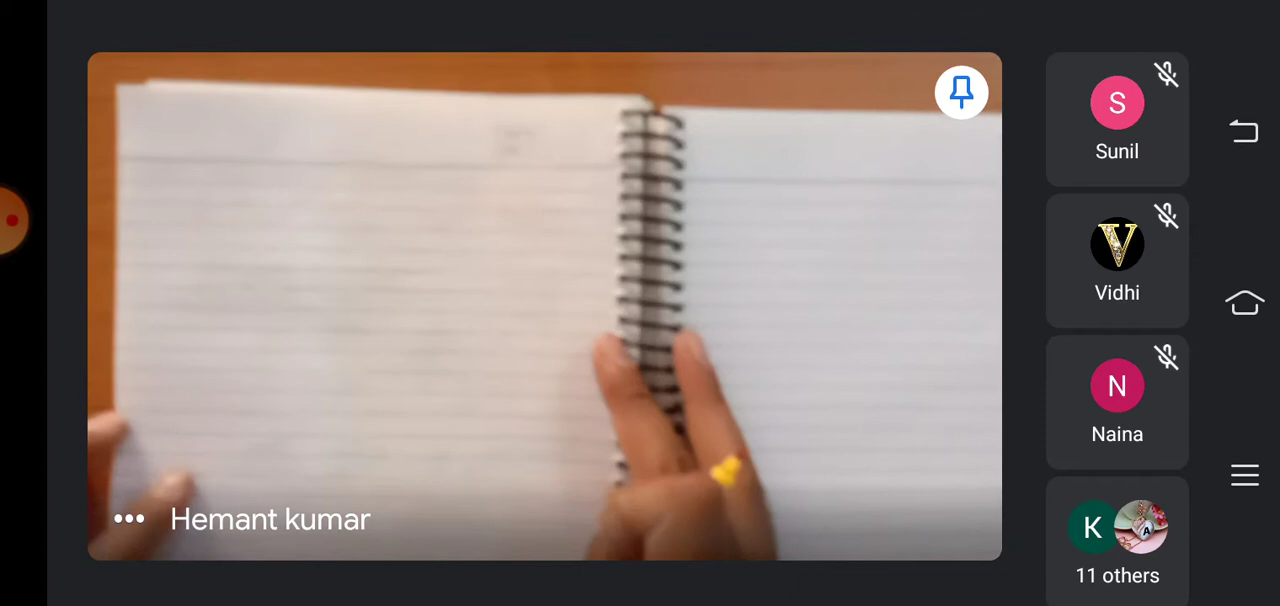 S
Sunil
V
Vidhi
N
Naina
Hemant kumar
K A
11 others